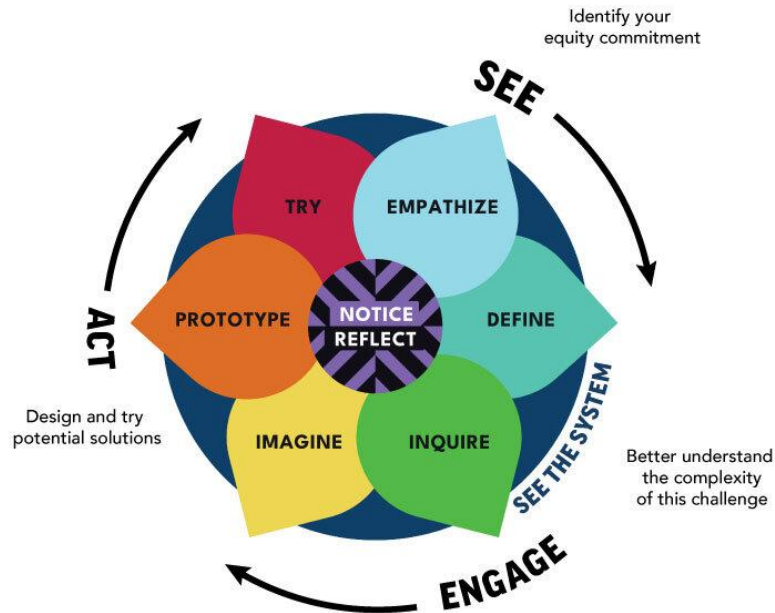 Identify your
equity commitment
SEE
TRY
EMPATHIZE
NOTICE
REFLECT
PROTOTYPE
DEFINE
ACT
Design and try
potential solutions
IMAGINE
INQUIRE
SEE THE SYSTEM
Better understand
the complexity
of this challenge
ENGAGE